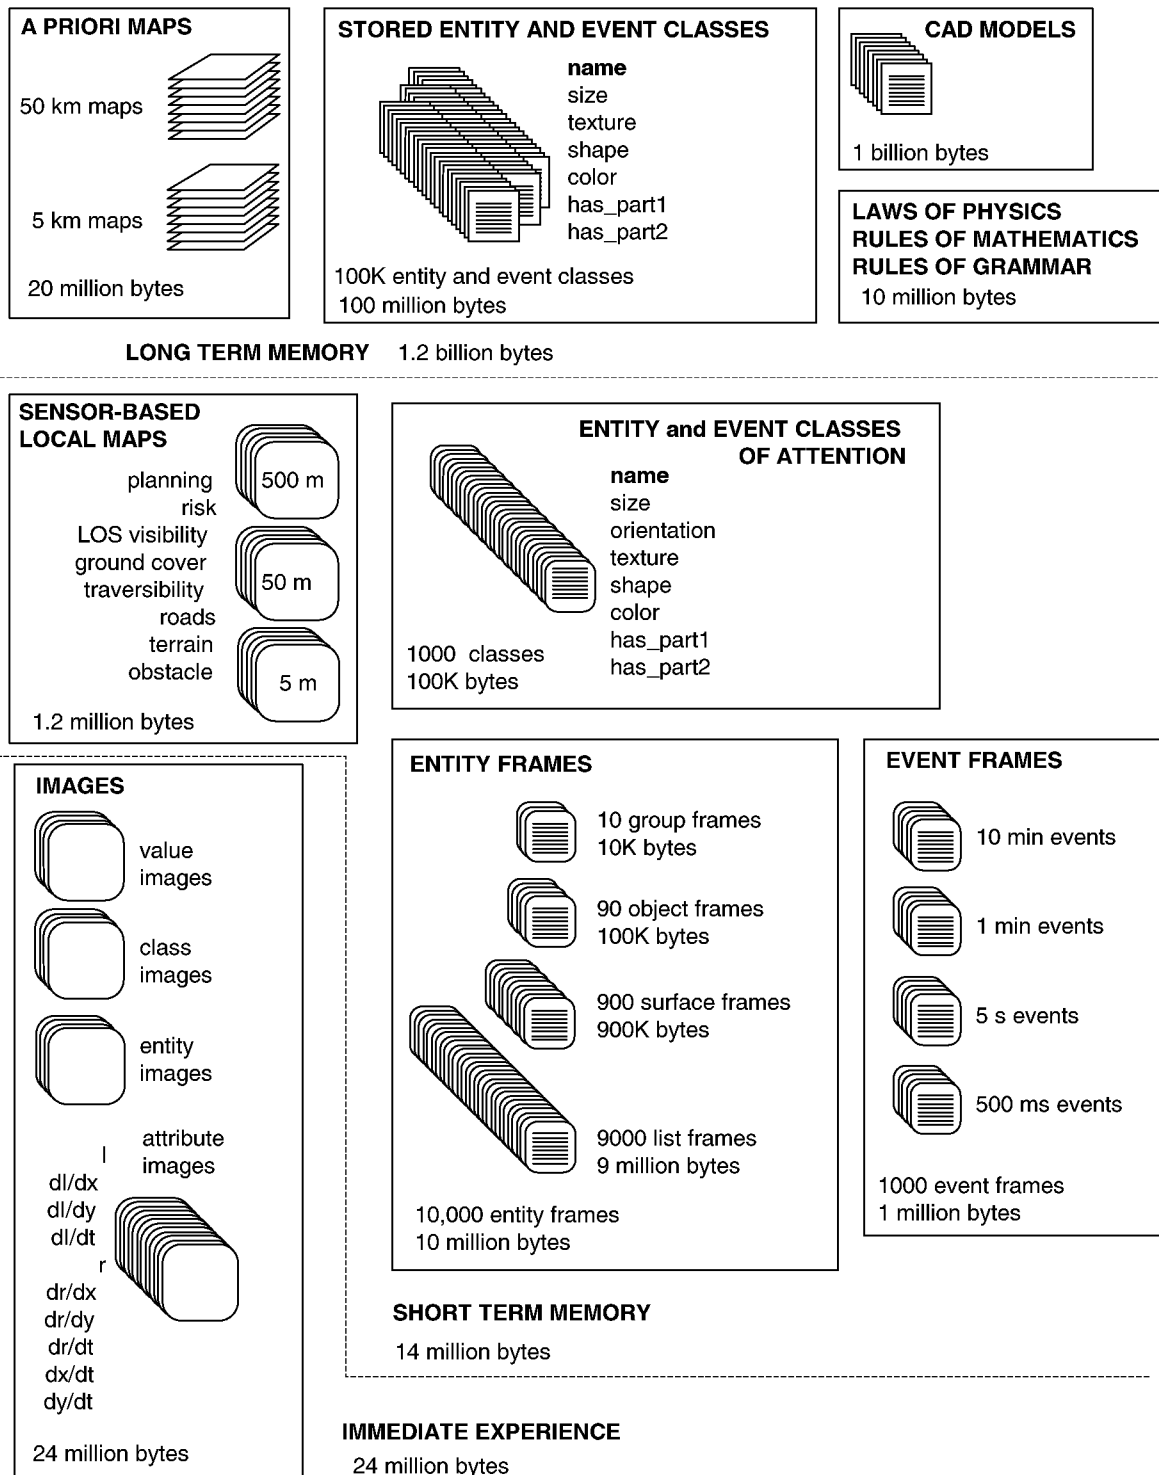 A PRIORI MAPS
50 km maps
5 km maps
20 million bytes
STORED ENTITY AND EVENT CLASSES
name
size
texture
shape
color
has_part1
has_part2
100K entity and event classes
100 million bytes
CAD MODELS
1 billion bytes
LAWS OF PHYSICS
RULES OF MATHEMATICS
RULES OF GRAMMAR
10 million bytes
LONG TERM MEMORY 1.2 billion bytes
SENSOR-BASED
LOCAL MAPS
planning
risk
LOS visibility
ground cover
traversibility
roads
terrain
obstacle
500 m
50 m
5 m
1.2 million bytes
ENTITY and EVENT CLASSES
OF ATTENTION
name
size
orientation
texture
shape
color
has_part1
has_part2
1000 classes
100K bytes
IMAGES
value
images
class
images
entity
images
attribute
images
I
dI/dx
dI/dy
dI/dt
r
dr/dx
dr/dy
dr/dt
dx/dt
dy/dt
24 million bytes
ENTITY FRAMES
10 group frames
10K bytes
90 object frames
100K bytes
900 surface frames
900K bytes
9000 list frames
9 million bytes
10,000 entity frames
10 million bytes
EVENT FRAMES
10 min events
1 min events
5 s events
500 ms events
1000 event frames
1 million bytes
SHORT TERM MEMORY
14 million bytes
IMMEDIATE EXPERIENCE
24 million bytes